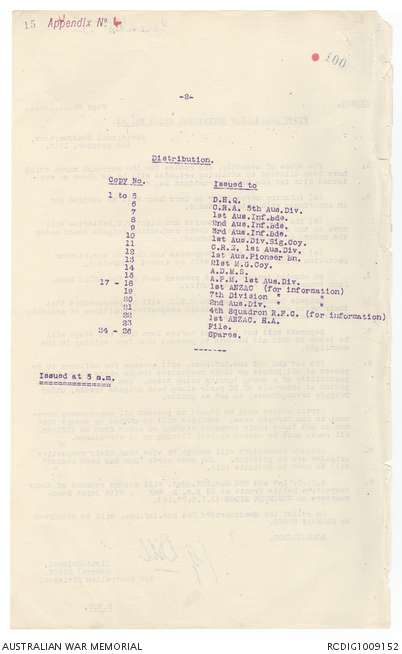 15 Appendix No 4
100
-2-
Distribution.
Copy No. Issued to
1 to 5 D.H.Q.
6 C.R.A. 5th Aus.Div.
7 1st Aus.Inf.Bde.
8 2nd Aus.Inf.Bde.
9 3rd Aus.Inf.Bde.
10 1st Aus.Div.Sig.Coy.
11 C.R.E. 1st Aus.Div.
12 1st Aus.Pioneer Bn.
13 21st M.G.Coy.
14 A.D.M.S.
15 A.P.M. 1st Aus.Div.
17 - 18 1st ANZAC (for information)
19 7th Division " "
20 2nd Aus.Div. " "
21 4th Squadron R.F.C. (for information)
22 1st ANZAC. H.A.
23 File.
24 - 26 Spares.
-------
Issued at 5 a.m.
================
AUSTRALIAN WAR MEMORIAL
RCDIG1009152